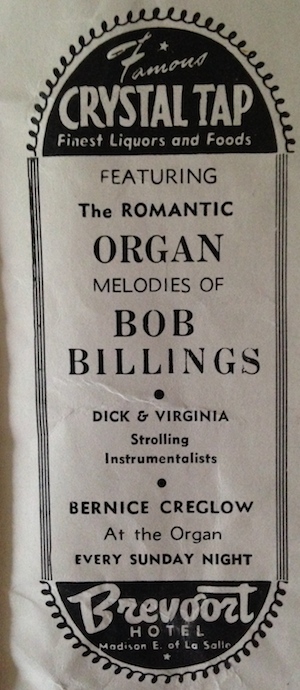 Famous
CRYSTAL TAP
Finest Liquors and Foods
FEATURING
The ROMANTIC
ORGAN
MELODIES OF
BOB
BILLINGS
DICK & VIRGINIA
Strolling
Instrumentalists
BERNICE CREGLOW
At the Organ
EVERY SUNDAY NIGHT
Brevoort
HOTEL
Madison E. of La Salle